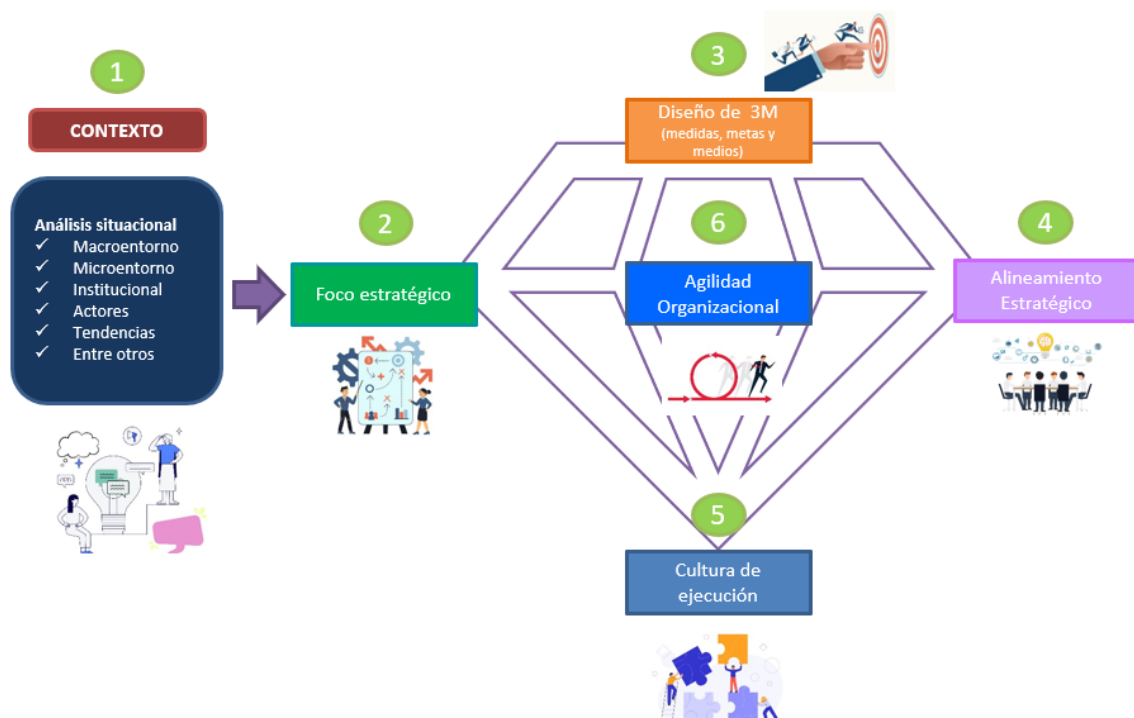 1
CONTEXTO
Análisis situacional
✓ Macroentorno
✓ Microentorno
✓ Institucional
✓ Actores
✓ Tendencias
✓ Entre otros
2
Foco estratégico
3
Diseño de 3M
(medidas, metas y
medios)
6
Agilidad
Organizacional
4
Alineamiento
Estratégico
5
Cultura de
ejecución